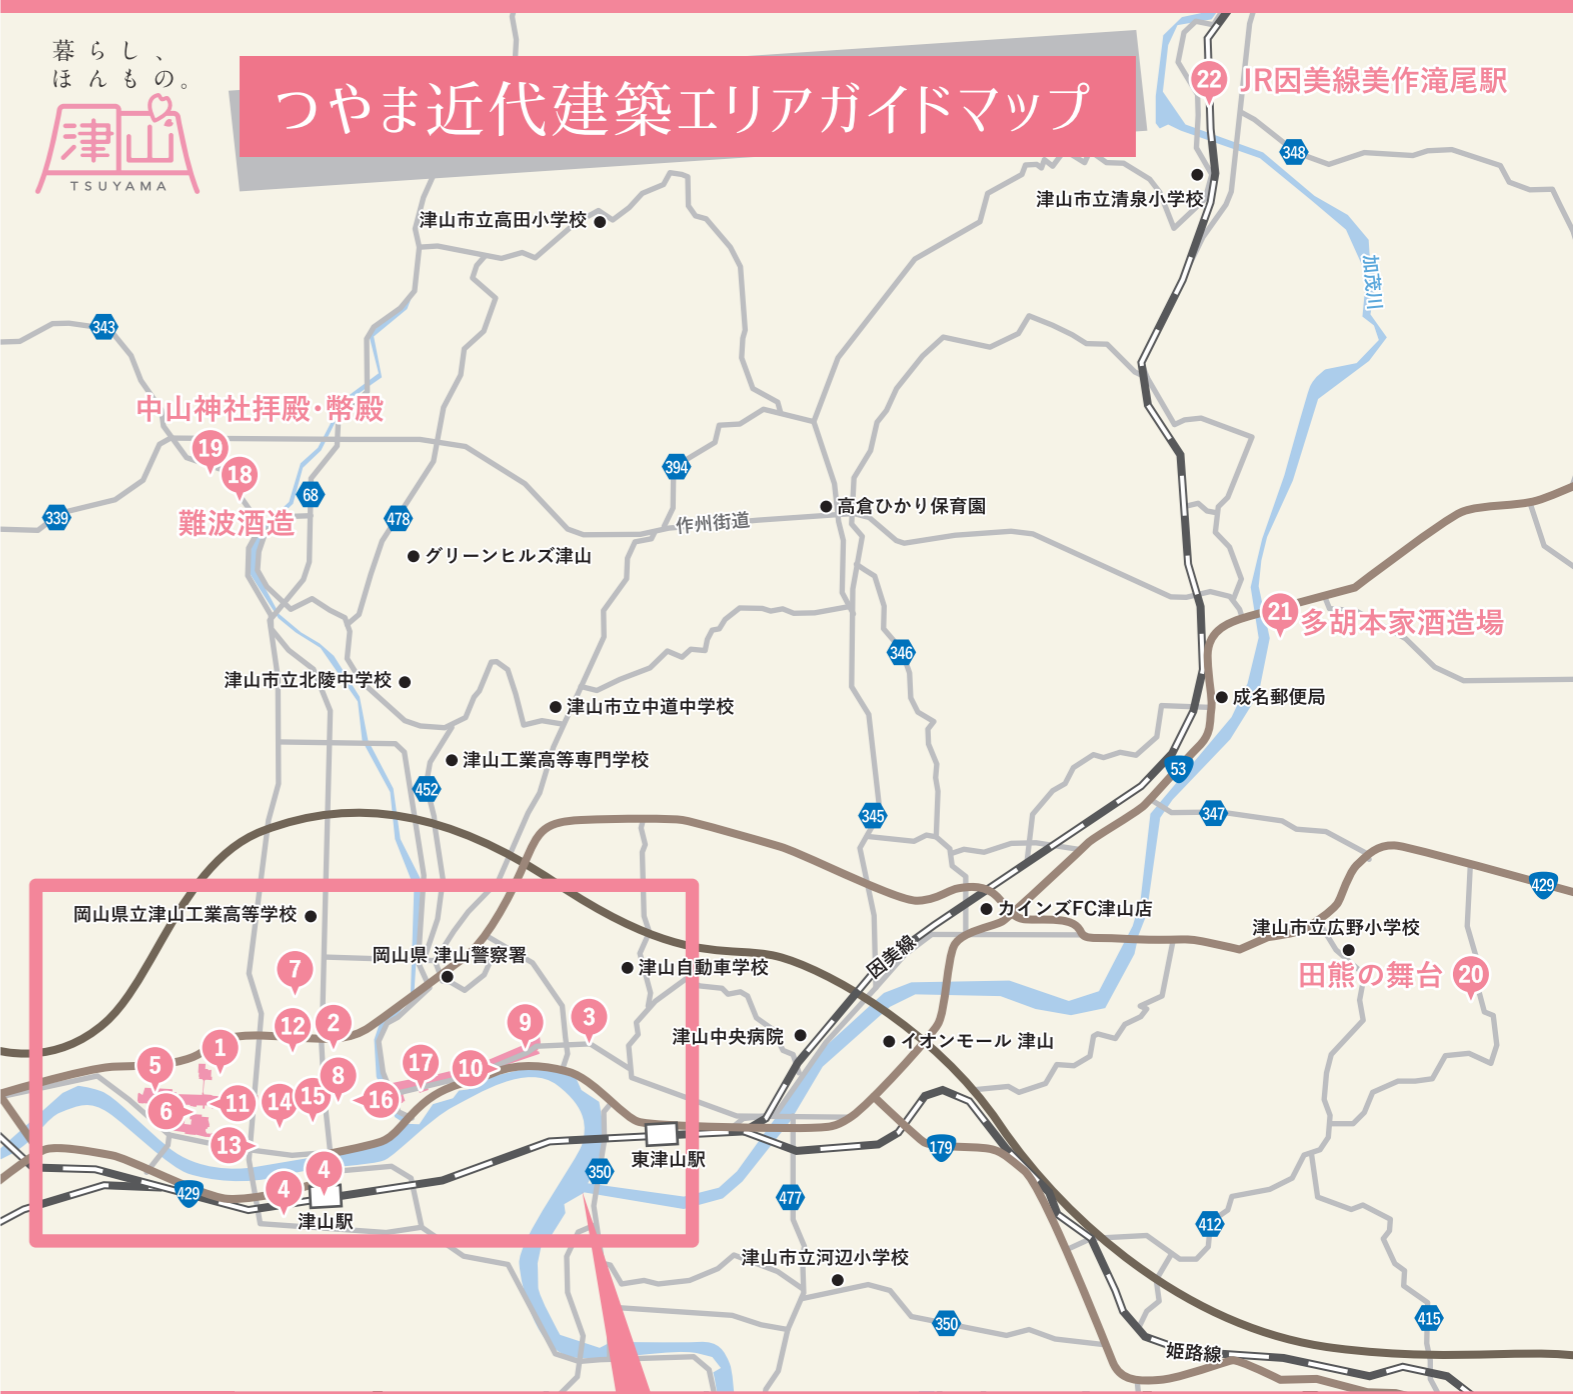 暮らし、
ほんもの。
津山
TSUYAMA
つやま近代建築エリアガイドマップ
22
JR因美線美作滝尾駅
348
津山市立清泉小学校
津山市立高田小学校
加茂川
343
中山神社拝殿・幣殿
19
18
394
68
339
難波酒造
478
作州街道
高倉ひかり保育園
グリーンヒルズ津山
21
多胡本家酒造場
346
津山市立北陵中学校
成名郵便局
津山市立中道中学校
津山工業高等専門学校
53
452
345
347
429
岡山県立津山工業高等学校
カインズFC津山店
津山市立広野小学校
岡山県 津山警察署
因美線
7
津山自動車学校
田熊の舞台
20
12
2
9
3
津山中央病院
イオンモール 津山
1
5
8
17
10
6
11
14
15
16
13
179
東津山駅
4
4
350
429
477
津山駅
412
津山市立河辺小学校
350
415
姫路線